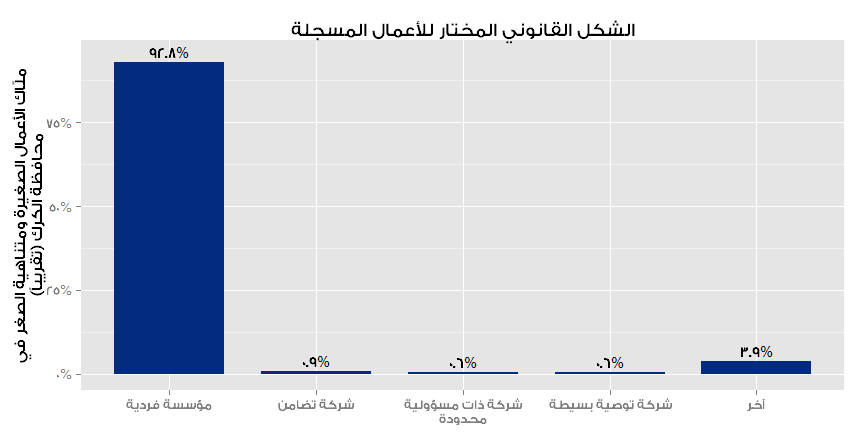 الشكل القانوني المختار للأعمال المسجلة
ملّاك الأعمال الصغيرة ومتناهية الصغر في
محافظة الكرك (تقريباً)
٧٥%
٥٠%
٢٥%
٠%
٩٢.٨%
٠.٩%
٠.٦%
٠.٦%
٣.٩%
مؤسسة فردية
شركة تضامن
شركة ذات مسؤولية
محدودة
شركة توصية بسيطة
آخر